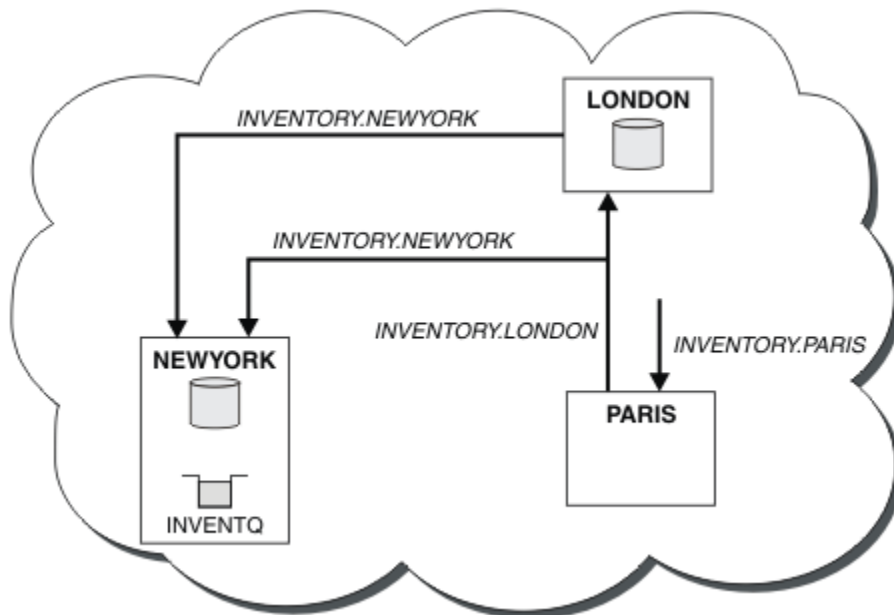 LONDON
INVENTORY.NEWYORK
INVENTORY.NEWYORK
INVENTORY.LONDON
INVENTORY.PARIS
NEWYORK
PARIS
INVENTQ